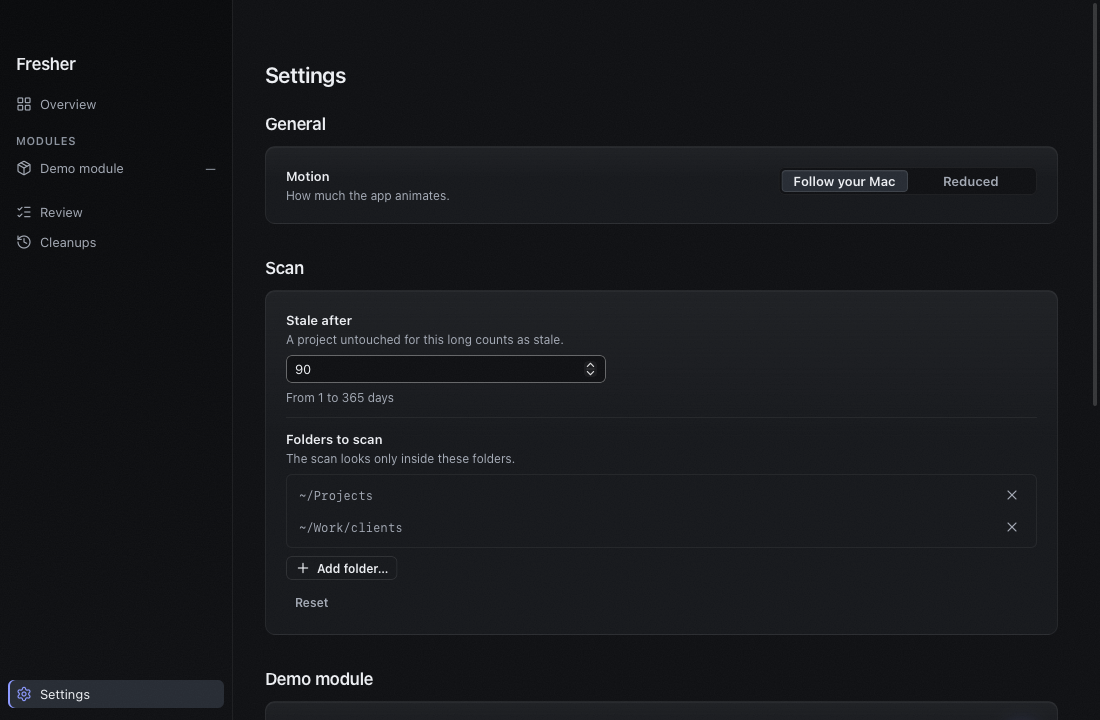 Fresher
Overview
MODULES
Demo module
Review
Cleanups
Settings
Settings
General
Motion
How much the app animates.
Follow your Mac
Reduced
Scan
Stale after
A project untouched for this long counts as stale.
90
From 1 to 365 days
Folders to scan
The scan looks only inside these folders.
~/Projects
~/Work/clients
Add folder...
Reset
Demo module